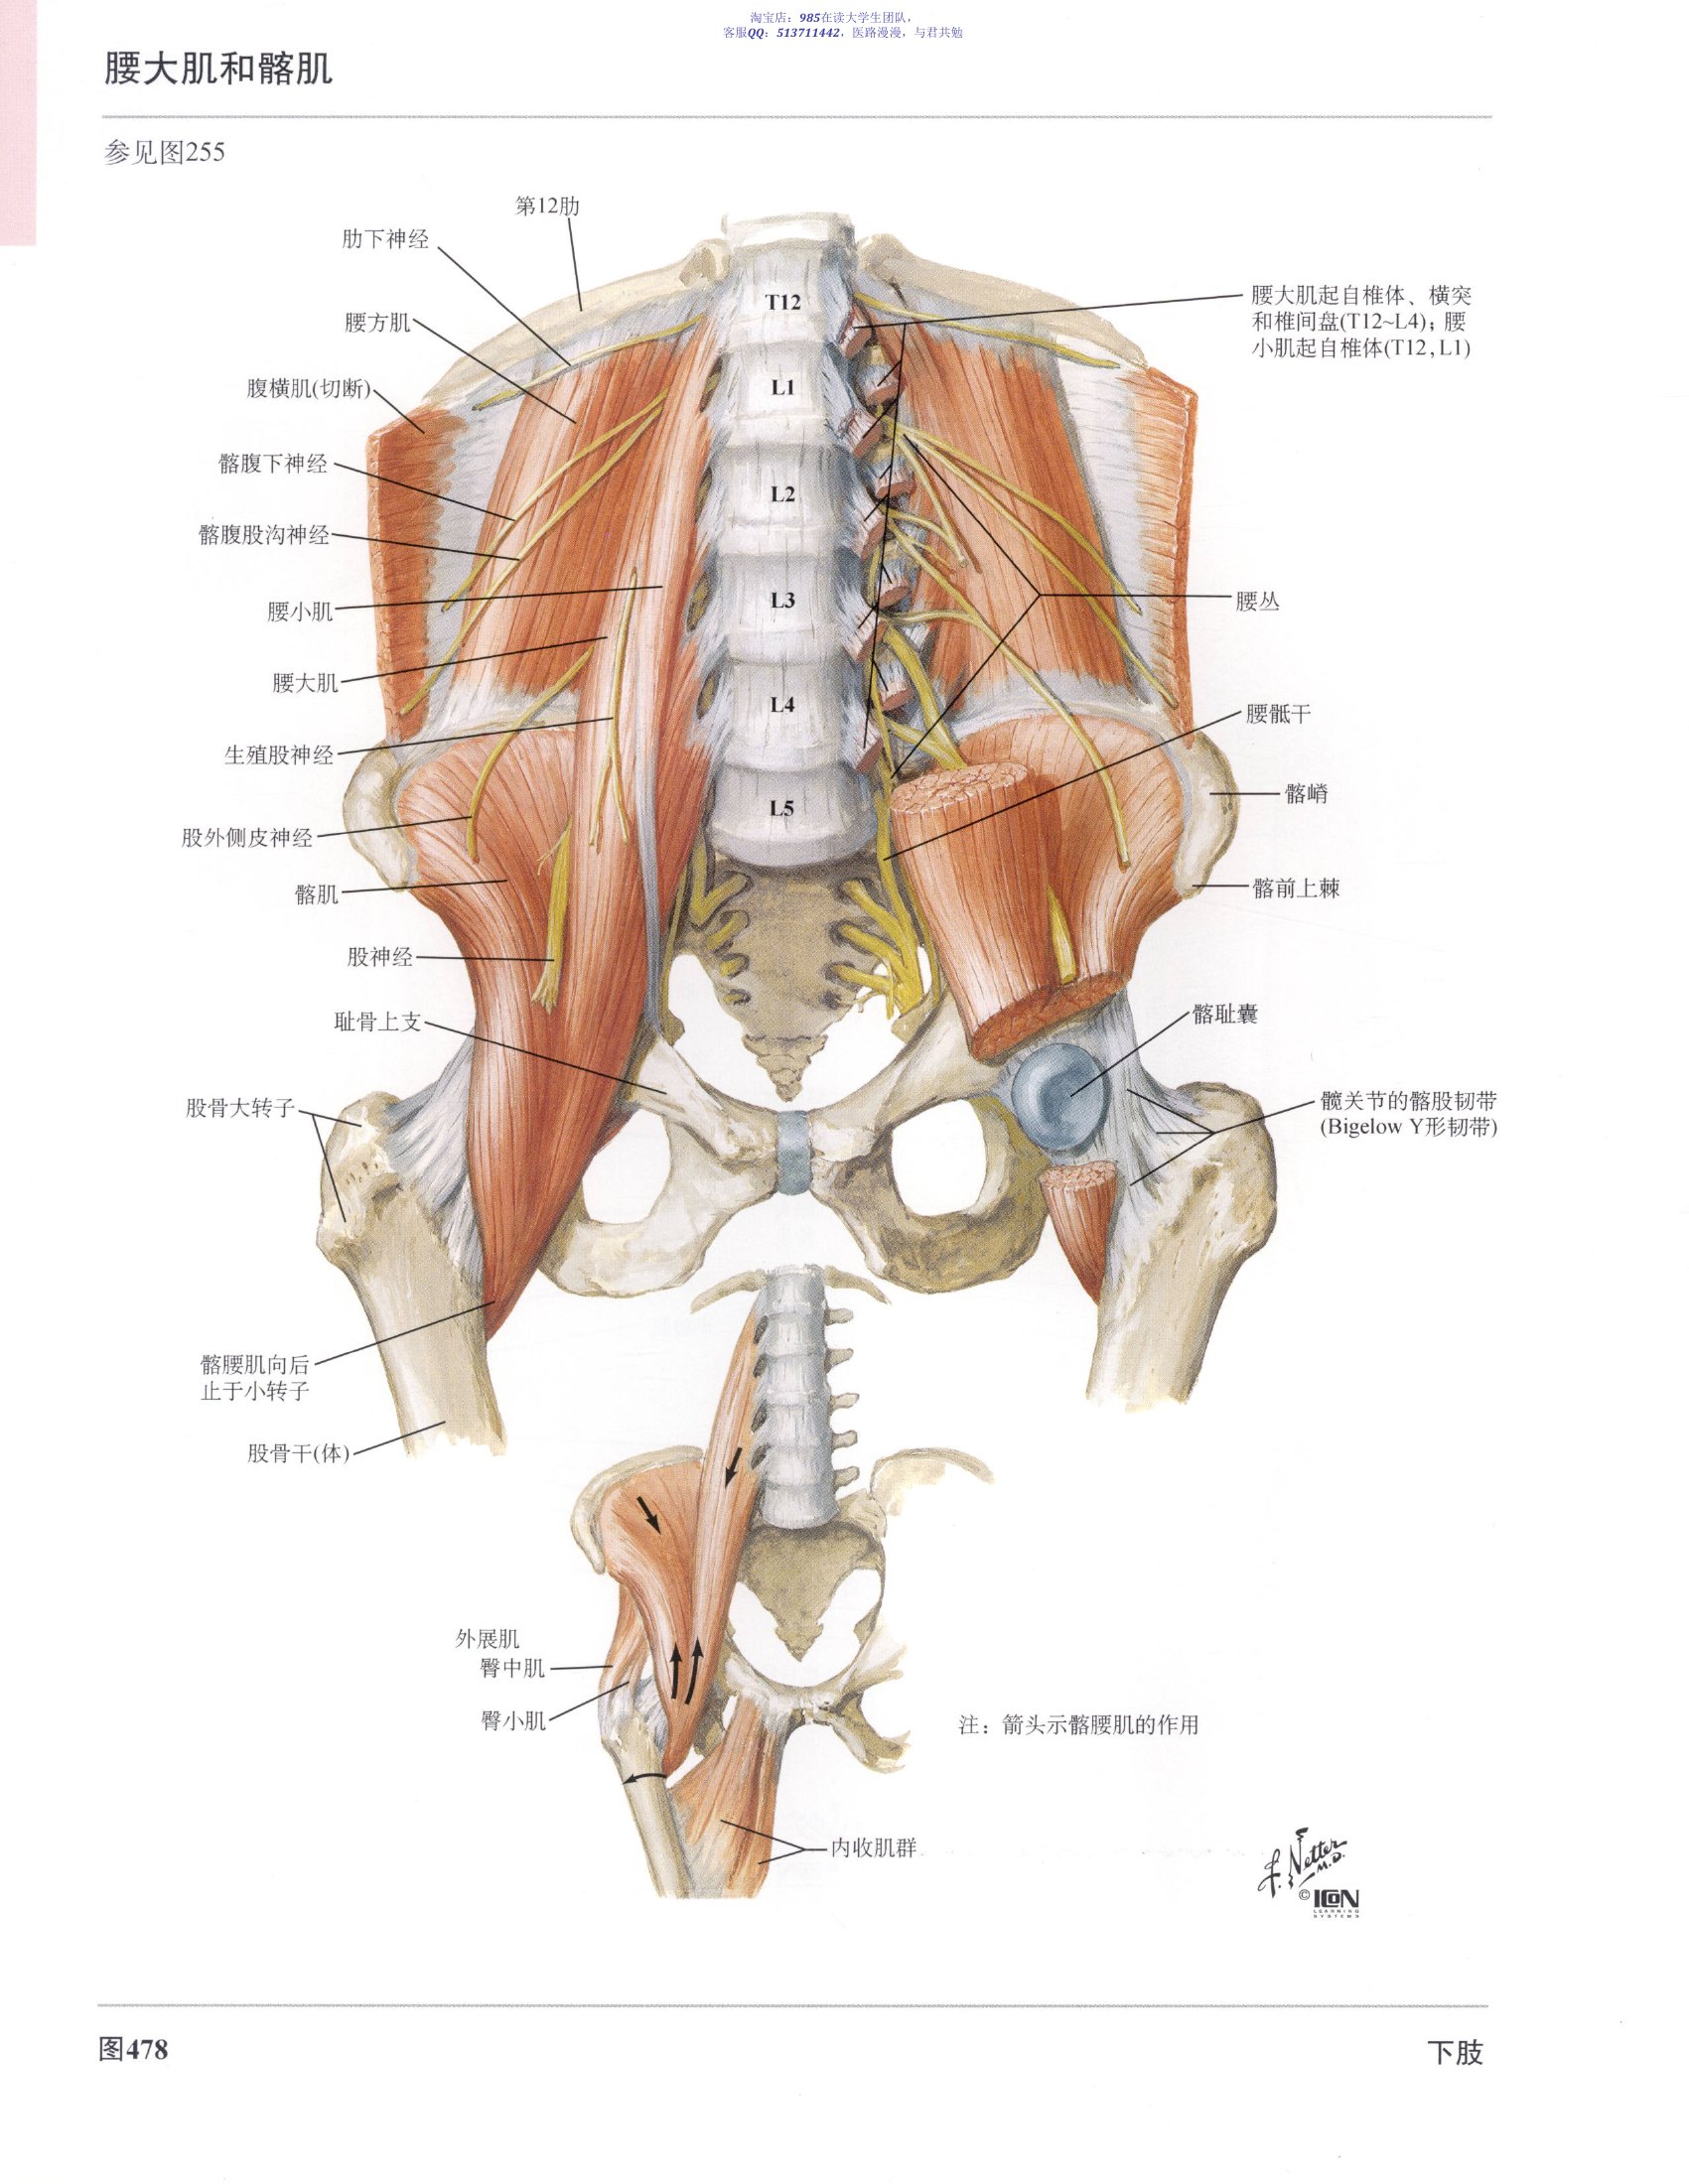 淘宝店：985在读大学生团队，
客服QQ：513711442，医路漫漫，与君共勉
腰大肌和髂肌
参见图255
第12肋
肋下神经
腰方肌
腹横肌(切断)
髂腹下神经
髂腹股沟神经
腰小肌
腰大肌
生殖股神经
股外侧皮神经
髂肌
股神经
耻骨上支
股骨大转子
髂腰肌向后
止于小转子
股骨干(体)
T12
L1
L2
L3
L4
L5
腰大肌起自椎体、横突
和椎间盘(T12~L4)；腰
小肌起自椎体(T12,L1)
腰丛
腰骶干
髂嵴
髂前上棘
髂耻囊
髋关节的髂股韧带
(Bigelow Y形韧带)
外展肌
臀中肌
臀小肌
注：箭头示髂腰肌的作用
内收肌群
F. Netter
M.D.
© ICON
LEARNING
SYSTEMS
图478
下肢